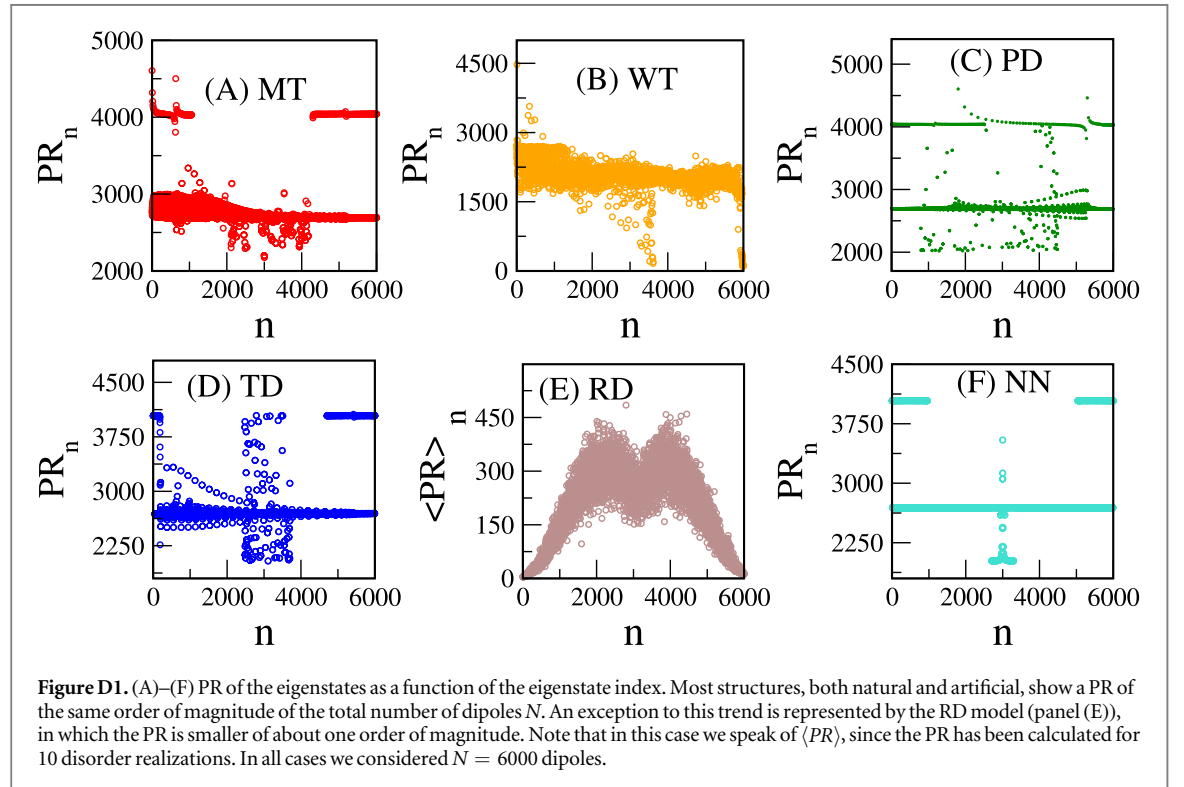 5000
4000
3000
2000
PRn
(A) MT
0
2000
4000
6000
n
4500
3000
1500
0
PRn
(B) WT
0
2000
4000
6000
n
5000
4000
3000
2000
PRn
(C) PD
0
2000
4000
6000
n
4500
3750
3000
2250
PRn
(D) TD
0
2000
4000
6000
n
450
300
150
0
<PR>n
(E) RD
0
2000
4000
6000
n
4500
3750
3000
2250
PRn
(F) NN
0
2000
4000
6000
n
Figure D1. (A)–(F) PR of the eigenstates as a function of the eigenstate index. Most structures, both natural and artificial, show a PR of
the same order of magnitude of the total number of dipoles N. An exception to this trend is represented by the RD model (panel (E)),
in which the PR is smaller of about one order of magnitude. Note that in this case we speak of ⟨PR⟩, since the PR has been calculated for
10 disorder realizations. In all cases we considered N = 6000 dipoles.